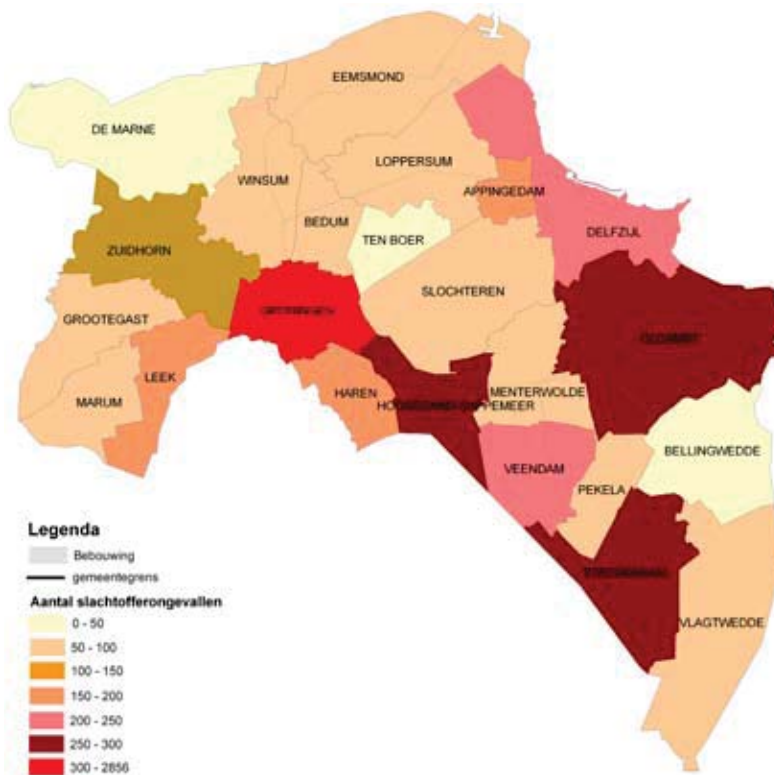 EEMSMOND
DE MARNE
LOPPERSUM
WINSUM
APPINGEDAM
BEDUM
DELFZIJL
TEN BOER
ZUIDHORN
SLOCHTEREN
GROOTEGAST
LEEK
HAREN
MENTERWOLDE
MARUM
BELLINGWEDDE
VEENDAM
PEKELA
VLAGTWEDDE
Legenda
Bebouwing
gemeentegrens
Aantal slachtofferongevallen
0 - 50
50 - 100
100 - 150
150 - 200
200 - 250
250 - 300
300 - 2856